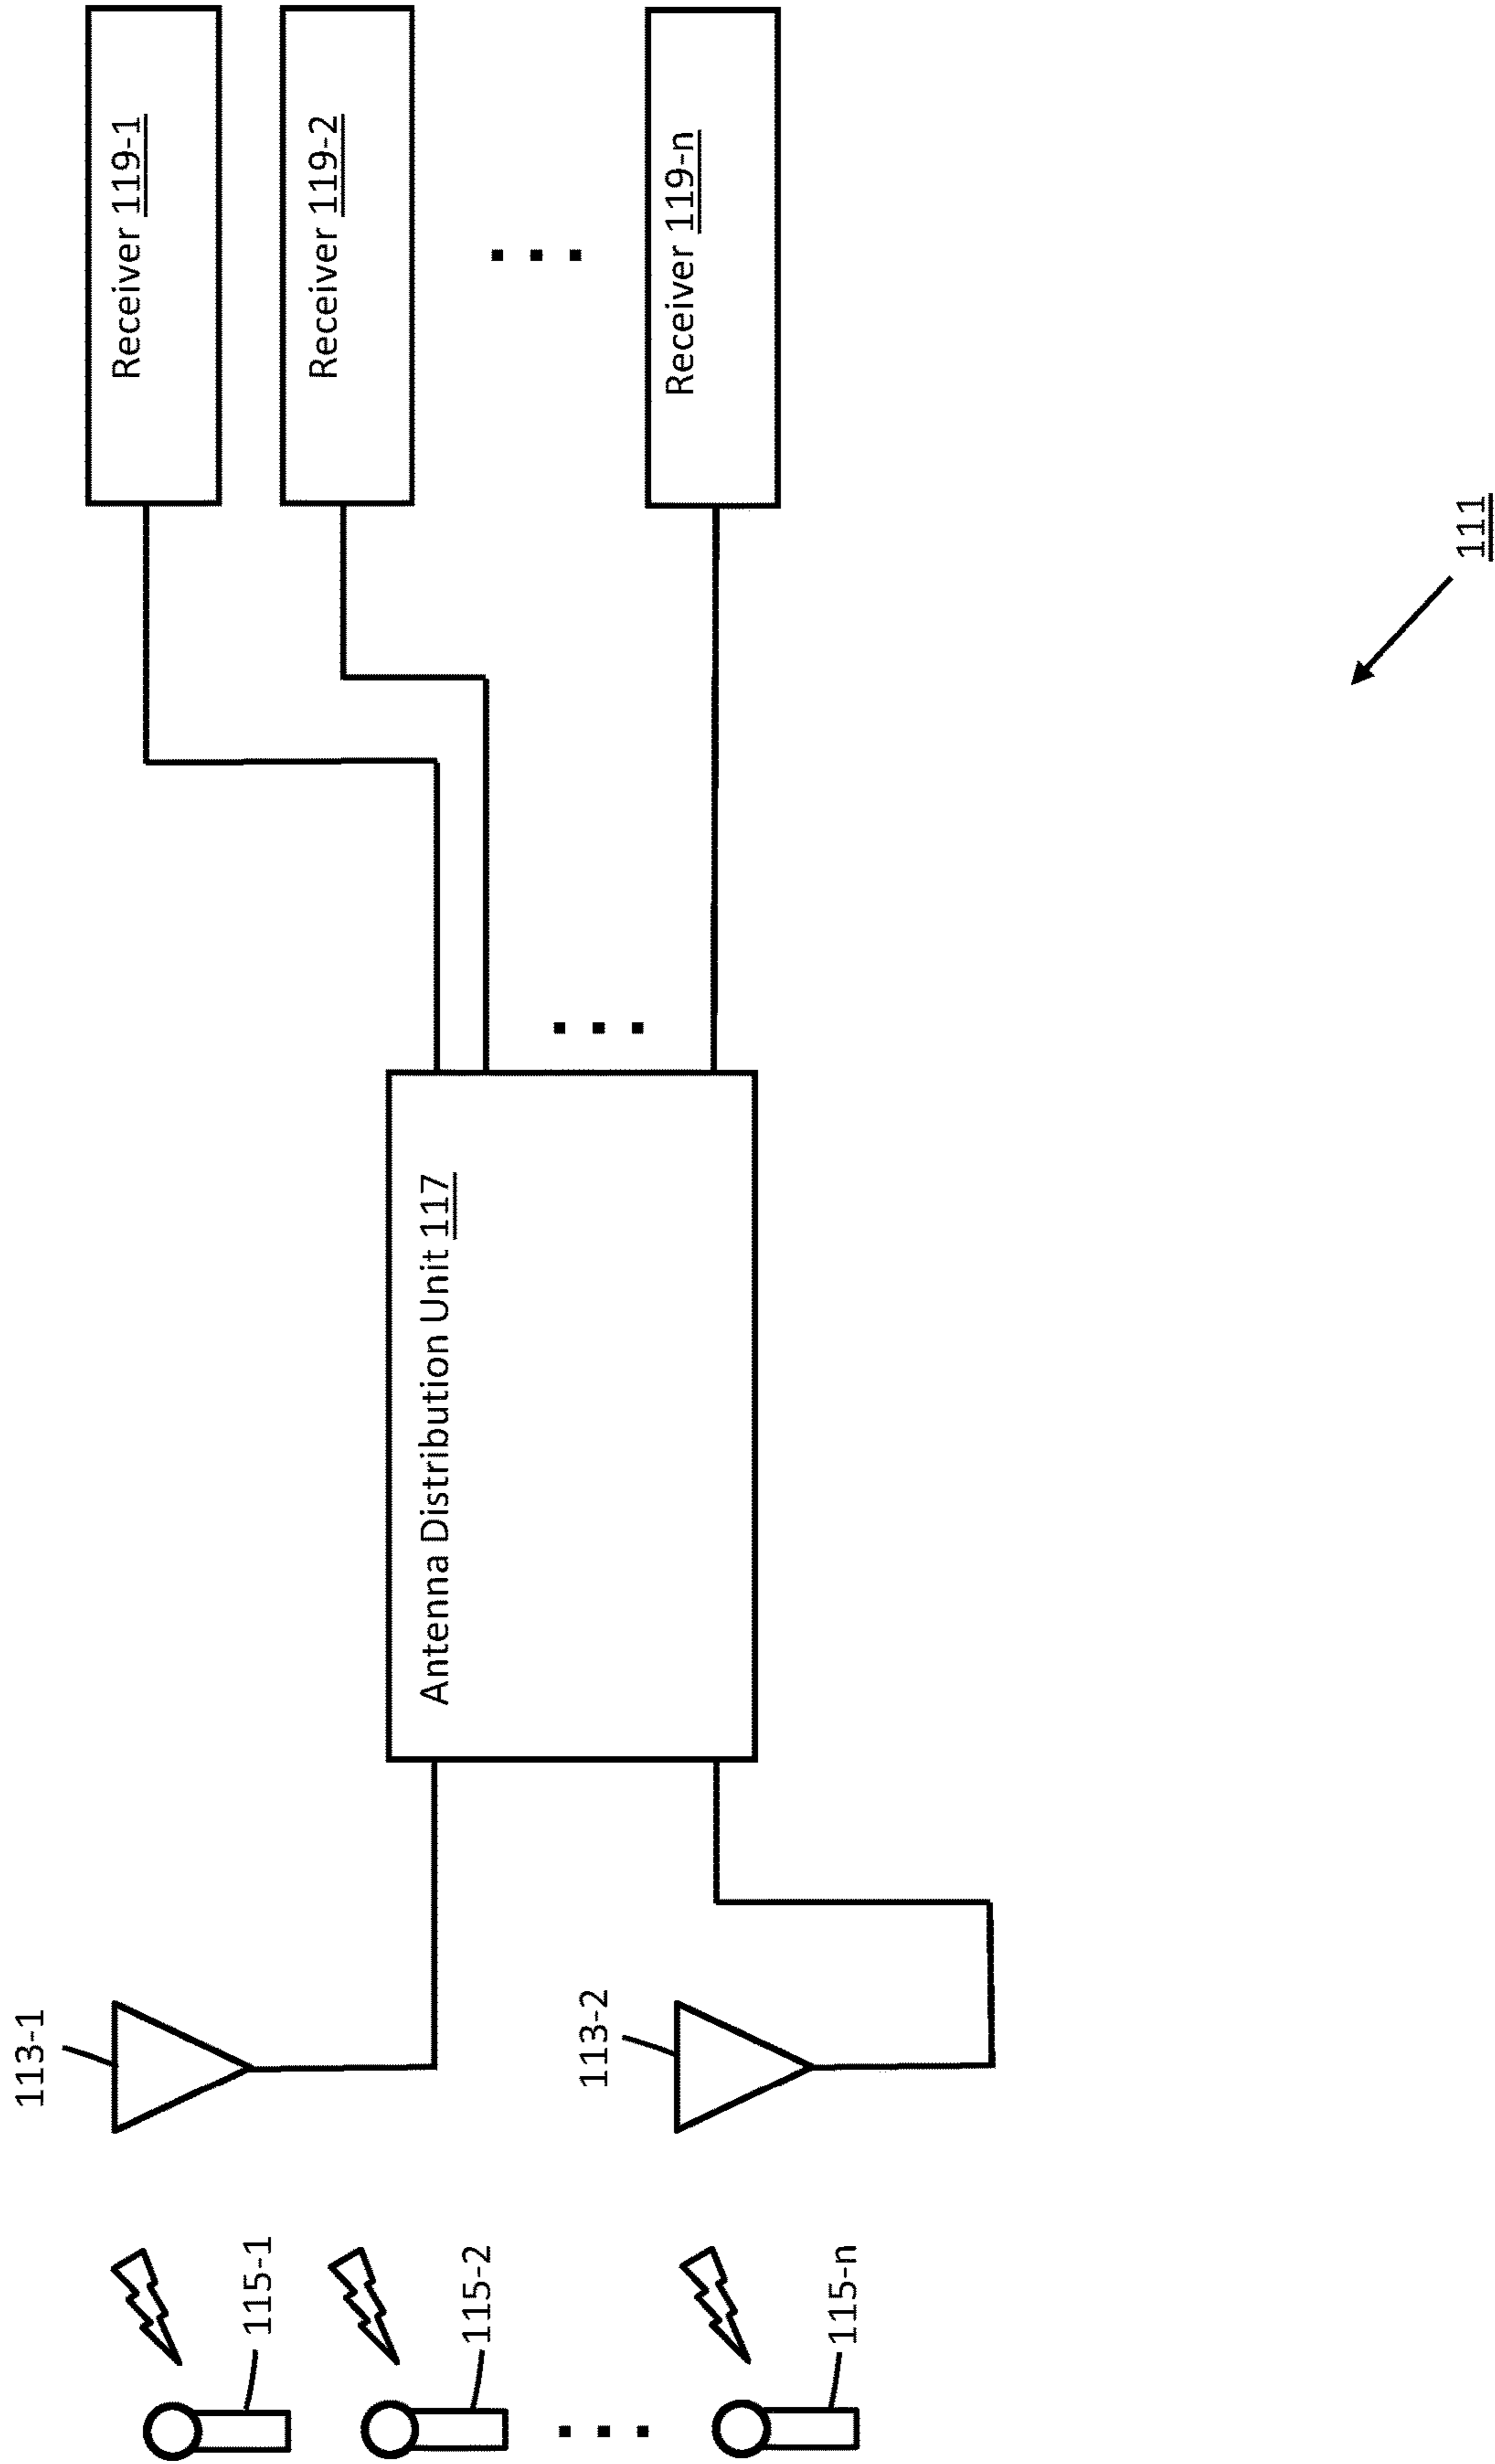 113-1
115-1
115-2
113-2
115-n
Antenna Distribution Unit 117
Receiver 119-1
Receiver 119-2
Receiver 119-n
111